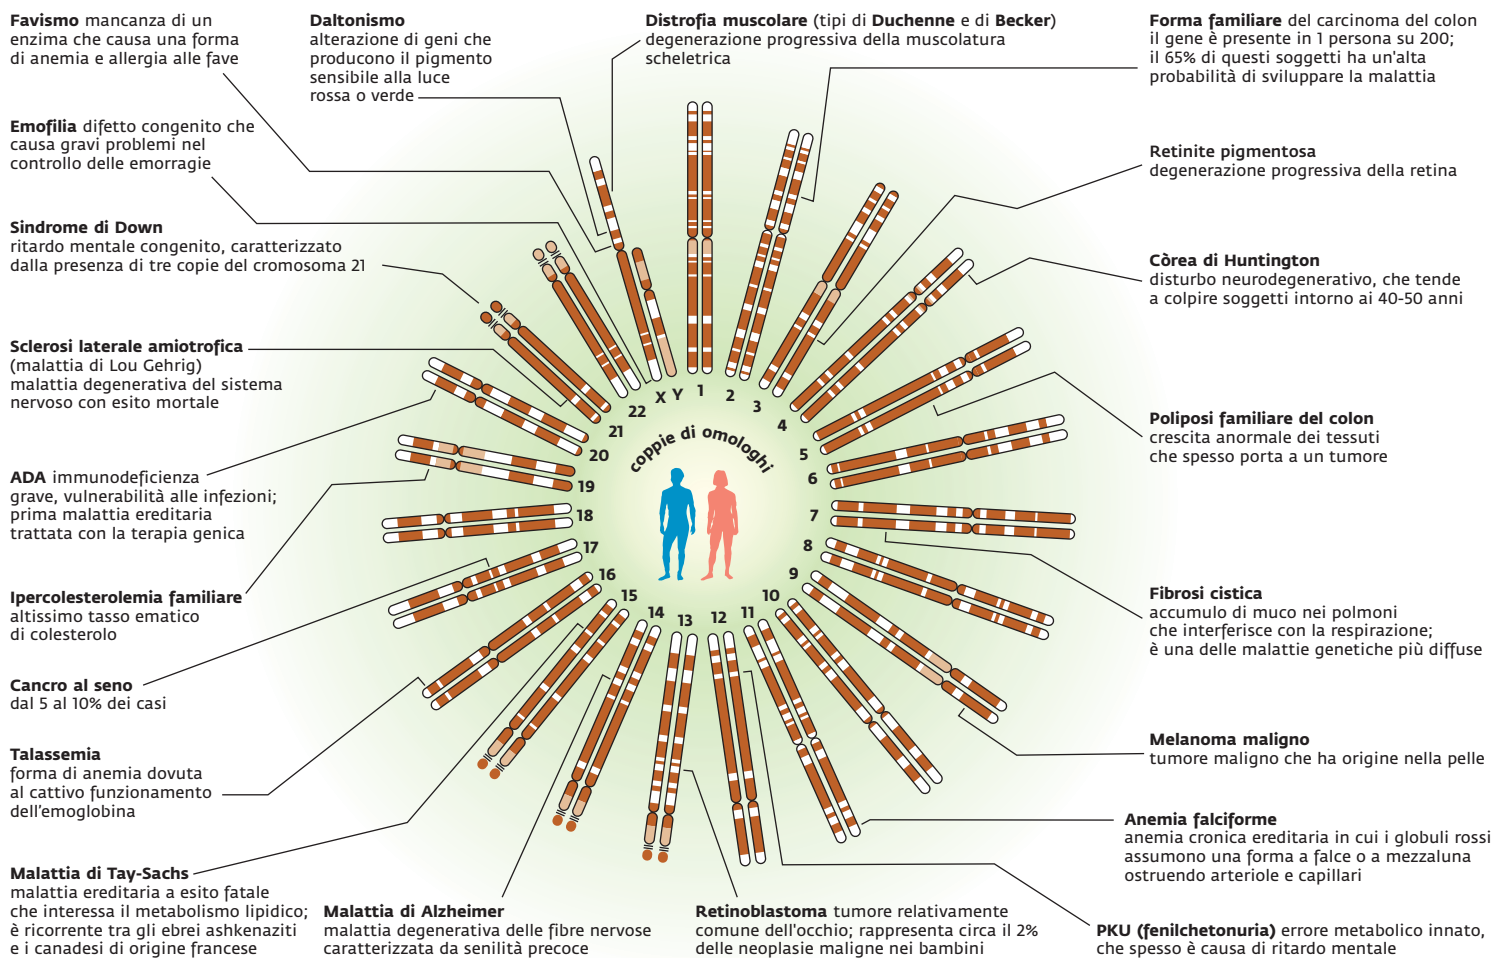 Favismo mancanza di un
enzima che causa una forma
di anemia e allergia alle fave
Daltonismo
alterazione di geni che
producono il pigmento
sensibile alla luce
rossa o verde
Distrofia muscolare (tipi di Duchenne e di Becker)
degenerazione progressiva della muscolatura
scheletrica
Forma familiare del carcinoma del colon
il gene è presente in 1 persona su 200;
il 65% di questi soggetti ha un'alta
probabilità di sviluppare la malattia
Emofilia difetto congenito che
causa gravi problemi nel
controllo delle emorragie
Retinite pigmentosa
degenerazione progressiva della retina
Sindrome di Down
ritardo mentale congenito, caratterizzato
dalla presenza di tre copie del cromosoma 21
Còrea di Huntington
disturbo neurodegenerativo, che tende
a colpire soggetti intorno ai 40-50 anni
Sclerosi laterale amiotrofica
(malattia di Lou Gehrig)
malattia degenerativa del sistema
nervoso con esito mortale
Poliposi familiare del colon
crescita anormale dei tessuti
che spesso porta a un tumore
ADA immunodeficienza
grave, vulnerabilità alle infezioni;
prima malattia ereditaria
trattata con la terapia genica
Ipercolesterolemia familiare
altissimo tasso ematico
di colesterolo
Fibrosi cistica
accumulo di muco nei polmoni
che interferisce con la respirazione;
è una delle malattie genetiche più diffuse
Cancro al seno
dal 5 al 10% dei casi
Melanoma maligno
tumore maligno che ha origine nella pelle
Talassemia
forma di anemia dovuta
al cattivo funzionamento
dell'emoglobina
Anemia falciforme
anemia cronica ereditaria in cui i globuli rossi
assumono una forma a falce o a mezzaluna
ostruendo arteriole e capillari
Malattia di Tay-Sachs
malattia ereditaria a esito fatale
che interessa il metabolismo lipidico;
è ricorrente tra gli ebrei ashkenaziti
e i canadesi di origine francese
Malattia di Alzheimer
malattia degenerativa delle fibre nervose
caratterizzata da senilità precoce
Retinoblastoma tumore relativamente
comune dell'occhio; rappresenta circa il 2%
delle neoplasie maligne nei bambini
PKU (fenilchetonuria) errore metabolico innato,
che spesso è causa di ritardo mentale
coppie di omologhi
1
2
3
4
5
6
7
8
9
10
11
12
13
14
15
16
17
18
19
20
21
22
X Y